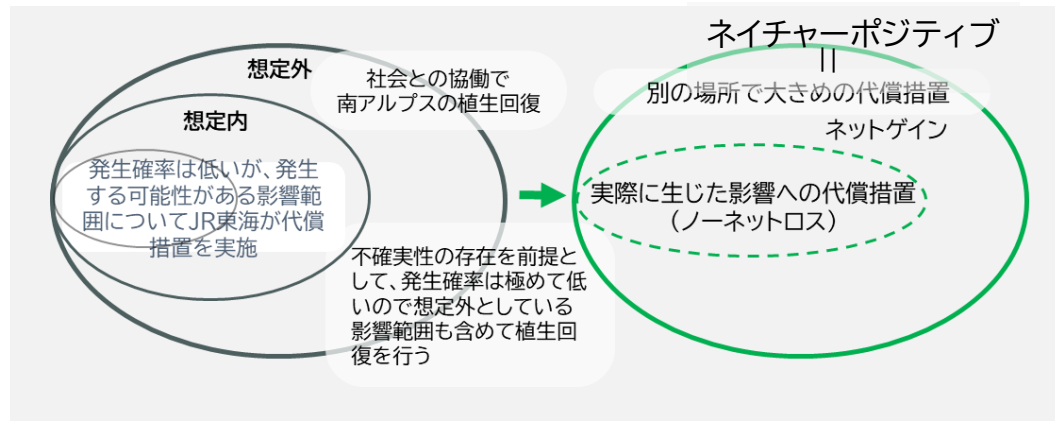 想定外
社会との協働で
南アルプスの植生回復
想定内
発生確率は低いが、発生
する可能性がある影響範
囲についてJR東海が代償
措置を実施
不確実性の存在を前提と
して、発生確率は極めて低
いので想定外としている
影響範囲も含めて植生回
復を行う
ネイチャーポジティブ
||
別の場所で大きめの代償措置
ネットゲイン
実際に生じた影響への代償措置
（ノーネットロス）